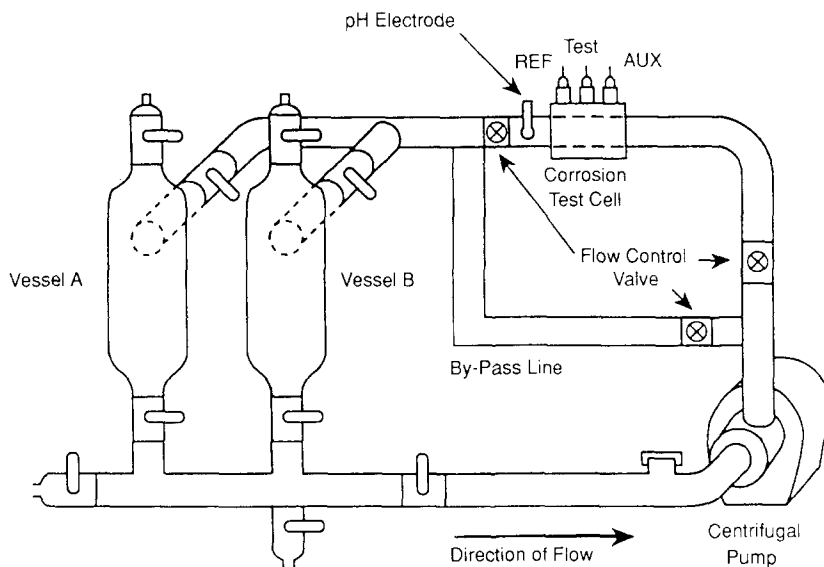 pH Electrode
REF Test AUX
Corrosion
Test Cell
Vessel A
Vessel B
Flow Control
Valve
By-Pass Line
Direction of Flow
Centrifugal
Pump